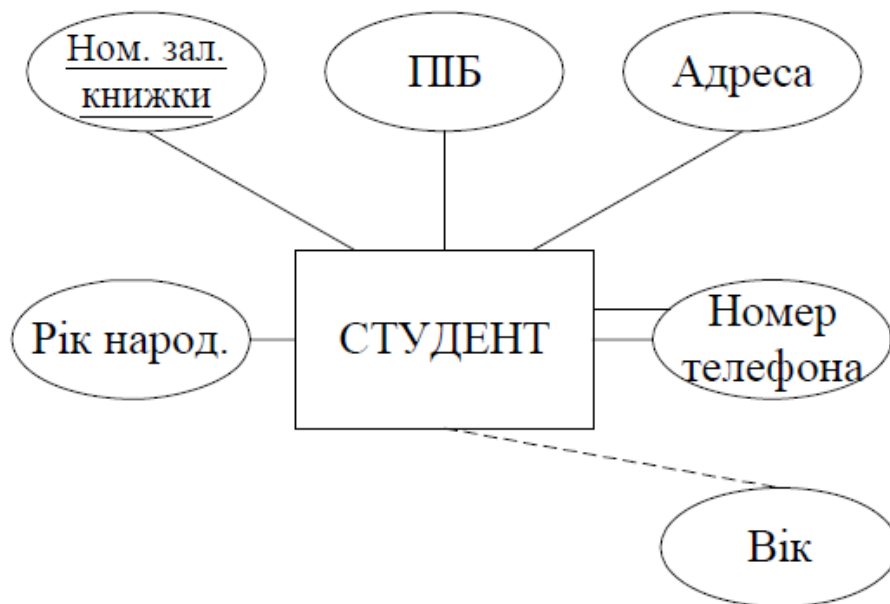 Ном. зал.
книжки
ПІБ
Адреса
Рік народ.
СТУДЕНТ
Номер
телефона
Вік